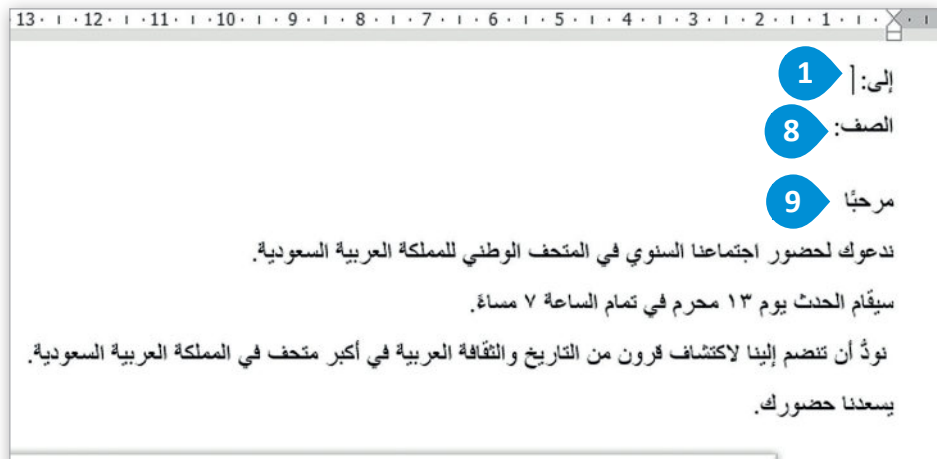 13 · 12 · 11 · 10 · 9 · 8 · 7 · 6 · 5 · 4 · 3 · 2 · 1
إلى: 1
الصف: 8
مرحبًا 9
ندعوك لحضور اجتماعنا السنوي في المتحف الوطني للمملكة العربية السعودية.
سيقام الحدث يوم ١٣ محرم في تمام الساعة ٧ مساءً.
نودُّ أن تنضم إلينا لاكتشاف قرون من التاريخ والثقافة العربية في أكبر متحف في المملكة العربية السعودية.
يسعدنا حضورك.